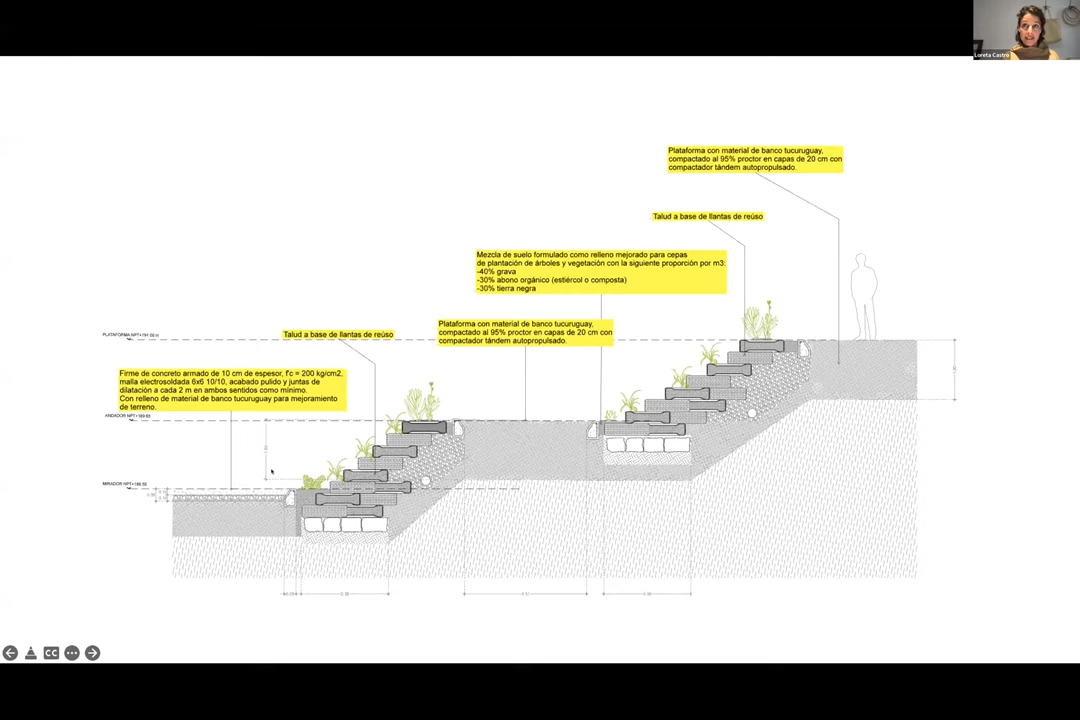 Loreta Castro
Plataforma con material de banco tucuruguay,
compactado al 95% proctor en capas de 20 cm con
compactador tándem autopropulsado.
Talud a base de llantas de reúso
Mezcla de suelo formulado como relleno mejorado para cepas
de plantación de árboles y vegetación con la siguiente proporción por m3:
-40% grava
-30% abono orgánico (estiércol o composta)
-30% tierra negra
Plataforma con material de banco tucuruguay,
compactado al 95% proctor en capas de 20 cm con
compactador tándem autopropulsado.
Talud a base de llantas de reúso
Firme de concreto armado de 10 cm de espesor, f'c = 200 kg/cm2,
malla electrosoldada 6x6 10/10, acabado pulido y juntas de
dilatación a cada 2 m en ambos sentidos como mínimo.
Con relleno de material de banco tucuruguay para mejoramiento
de terreno.
PLATAFORMA
ANDADOR
MIRADOR
CC